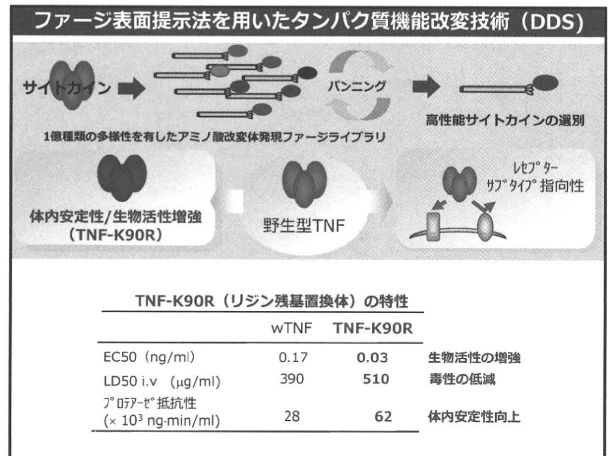 ファージ表面提示法を用いたタンパク質機能改変技術（DDS)
サイトカイン
パンニング
1億種類の多様性を有したアミノ酸改変体発現ファージライブラリ
高性能サイトカインの選別
体内安定性/生物活性増強
（TNF-K90R）
野生型TNF
ﾚｾﾌﾟﾀｰ
ｻﾌﾞﾀｲﾌﾟ指向性
TNF-K90R（リジン残基置換体）の特性
wTNF TNF-K90R
EC50（ng/ml） 0.17 0.03 生物活性の増強
LD50 i.v （μg/ml） 390 510 毒性の低減
ﾌﾟﾛﾃｱｰｾﾞ抵抗性
(× 10³ ng·min/ml) 28 62 体内安定性向上